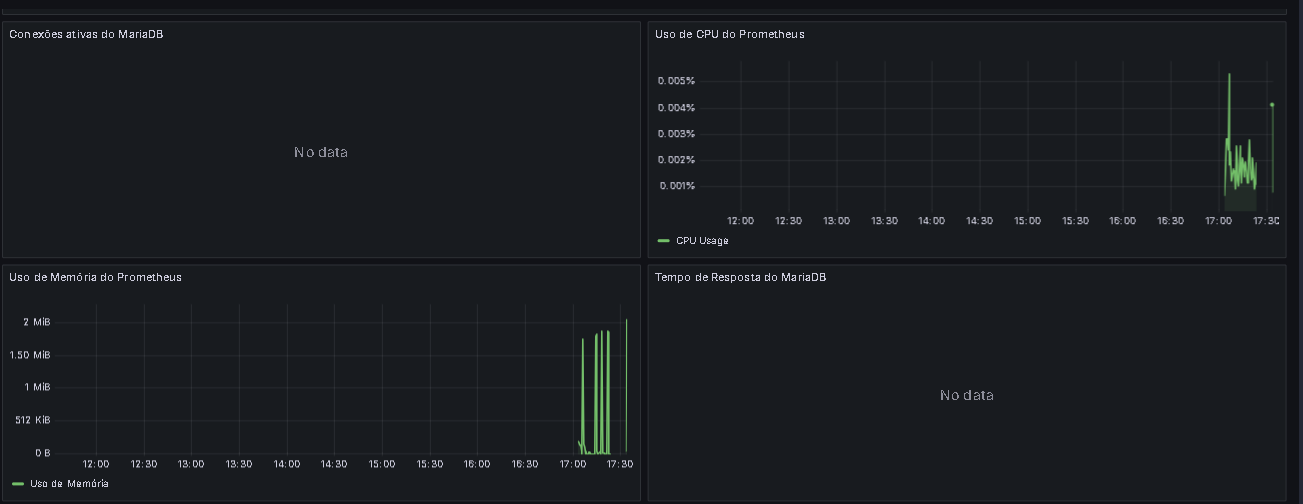 Conexões ativas do MariaDB
No data
Uso de CPU do Prometheus
0.005%
0.004%
0.003%
0.002%
0.001%
12:00 12:30 13:00 13:30 14:00 14:30 15:00 15:30 16:00 16:30 17:00 17:30
CPU Usage
Uso de Memória do Prometheus
2 MiB
1.50 MiB
1 MiB
512 KiB
0 B
12:00 12:30 13:00 13:30 14:00 14:30 15:00 15:30 16:00 16:30 17:00 17:30
Uso de Memória
Tempo de Resposta do MariaDB
No data